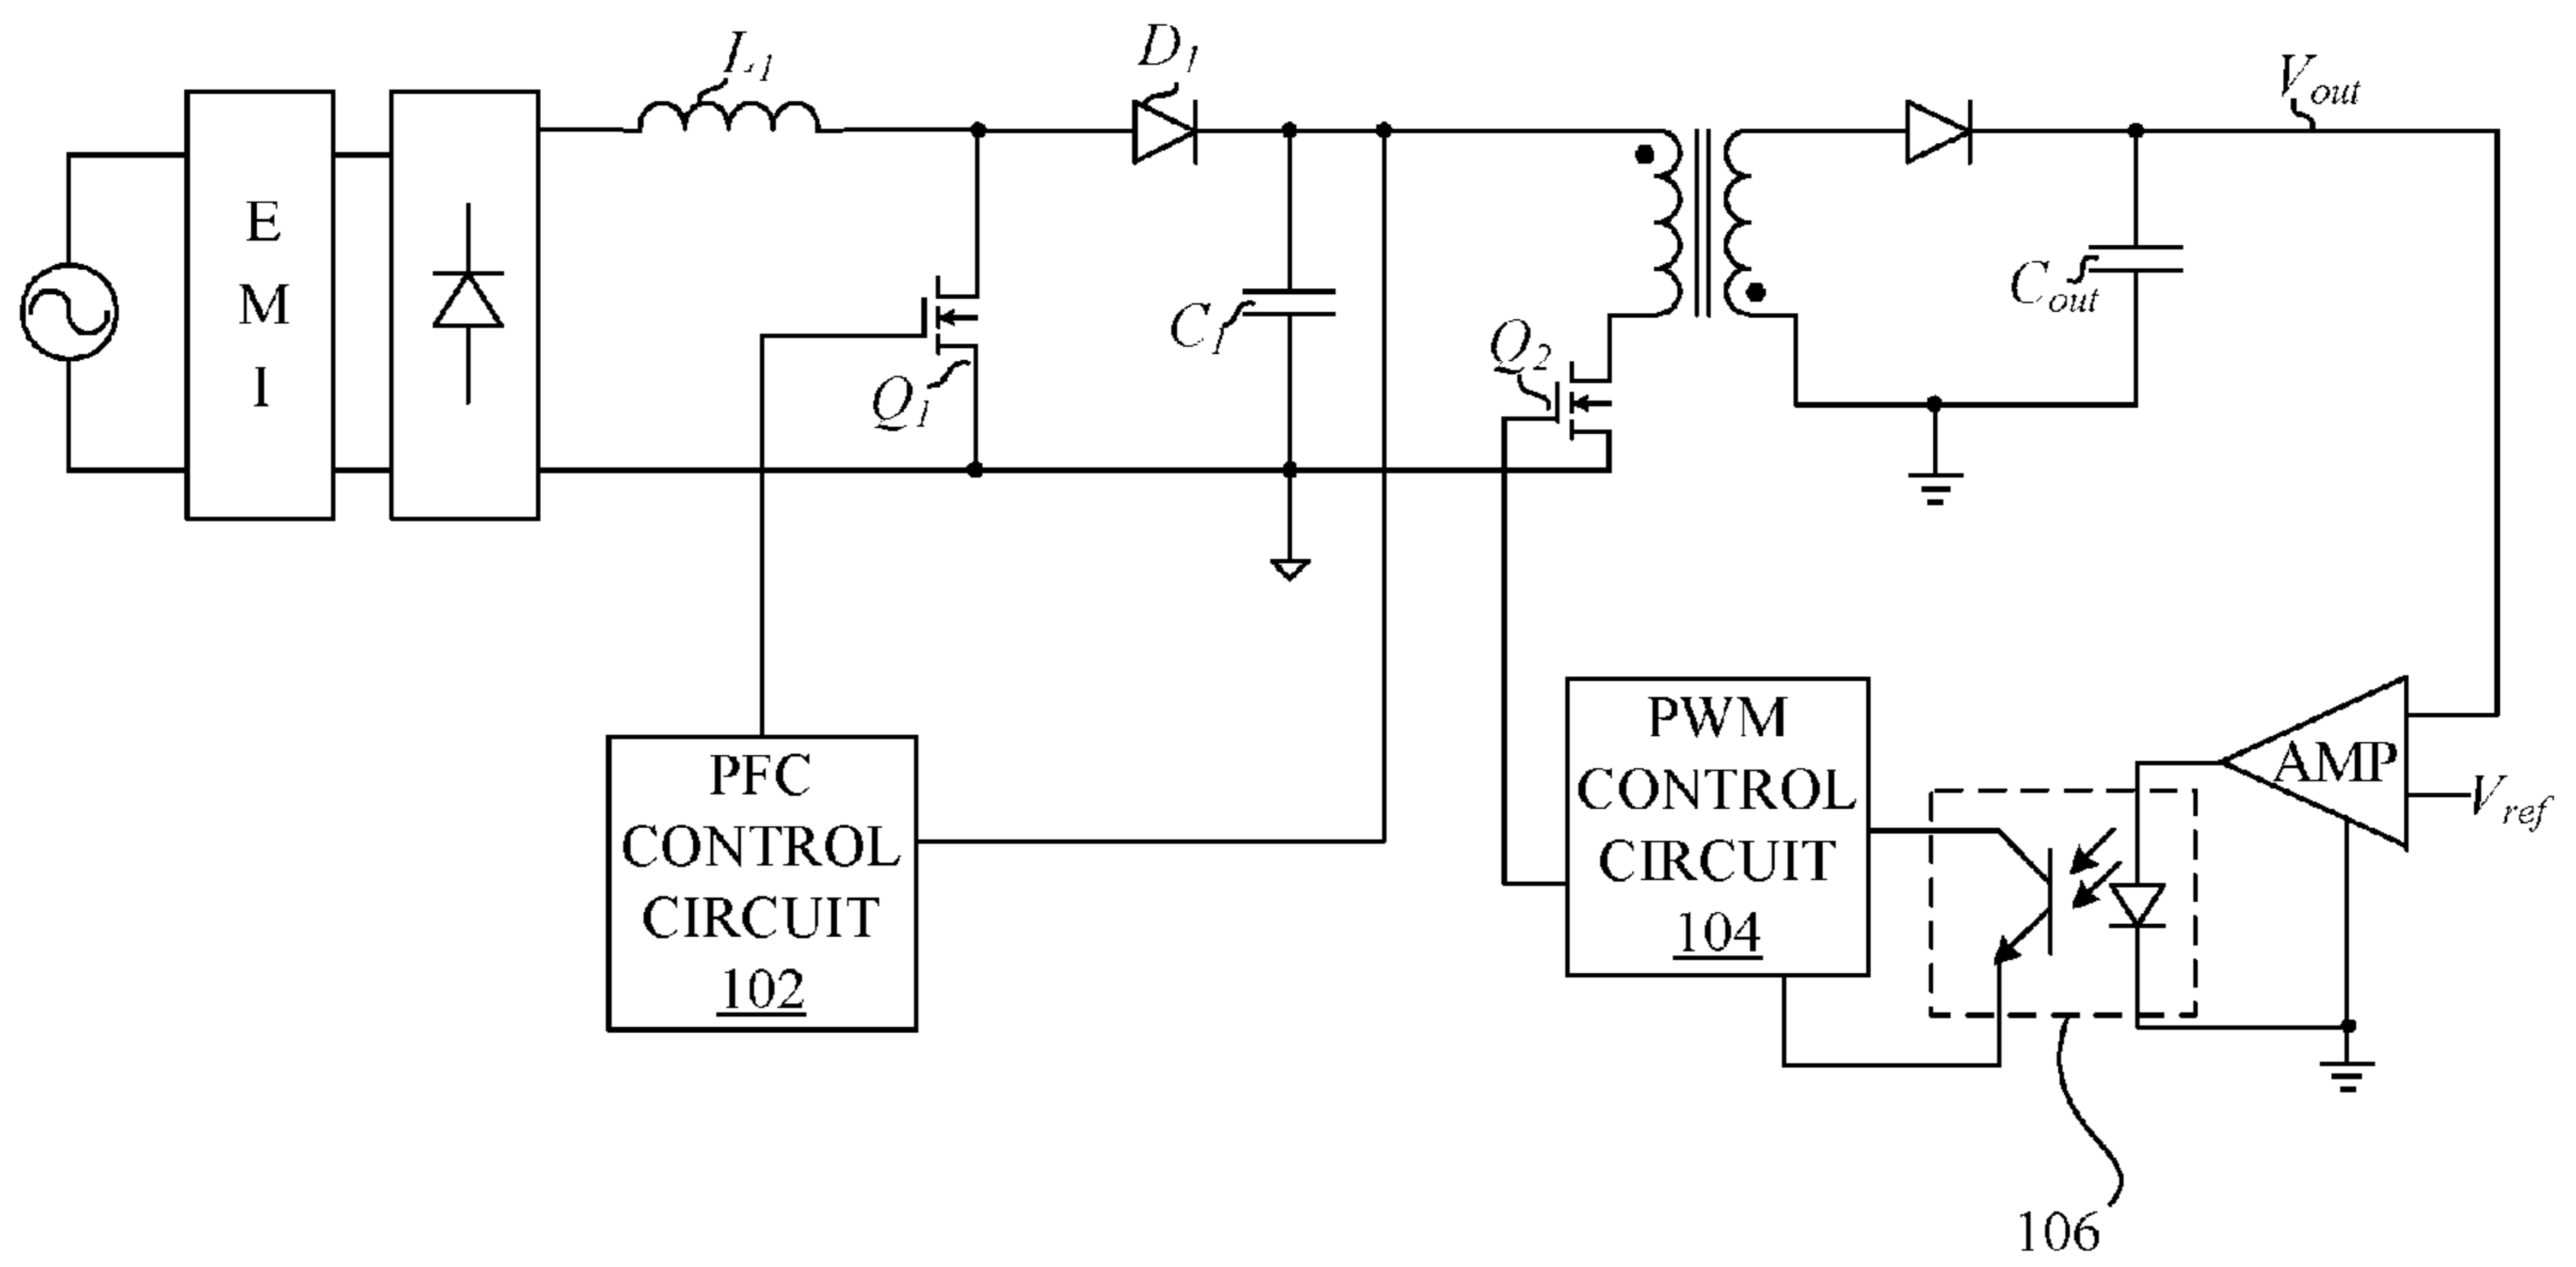 L1
D1
Vout
E
M
I
Q1
C1
Q2
Cout
PFC
CONTROL
CIRCUIT
102
PWM
CONTROL
CIRCUIT
104
AMP
Vref
106